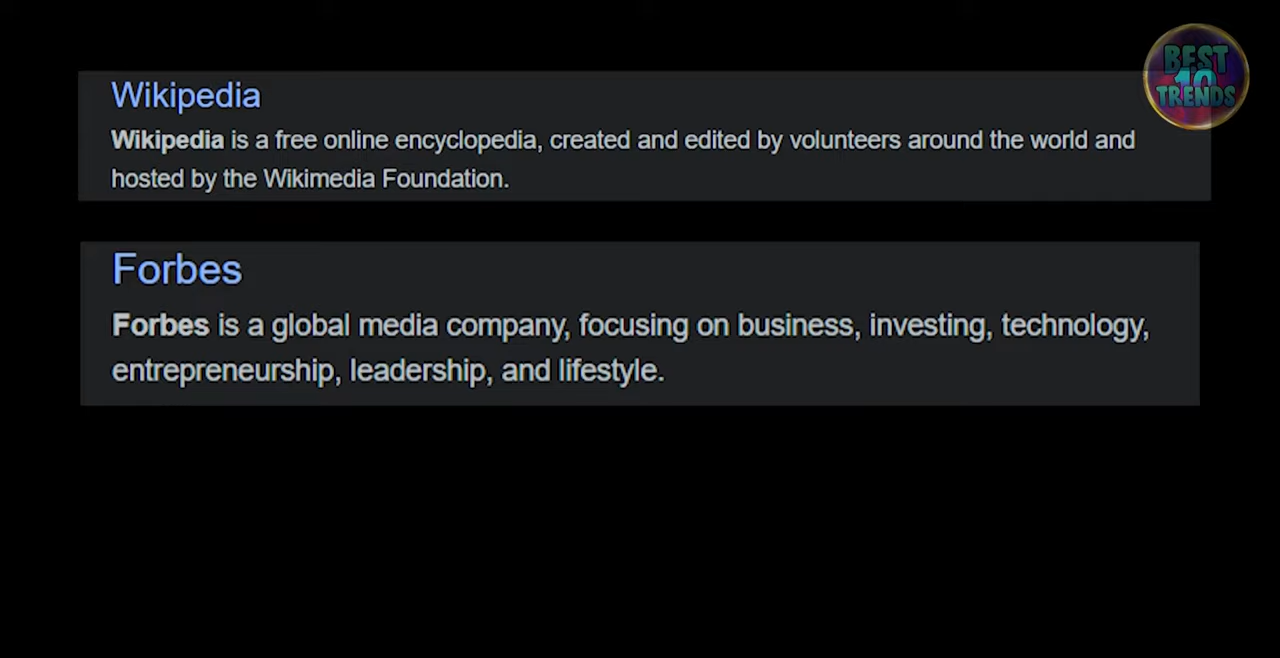 BEST
10
TRENDS
Wikipedia
Wikipedia is a free online encyclopedia, created and edited by volunteers around the world and
hosted by the Wikimedia Foundation.
Forbes
Forbes is a global media company, focusing on business, investing, technology,
entrepreneurship, leadership, and lifestyle.